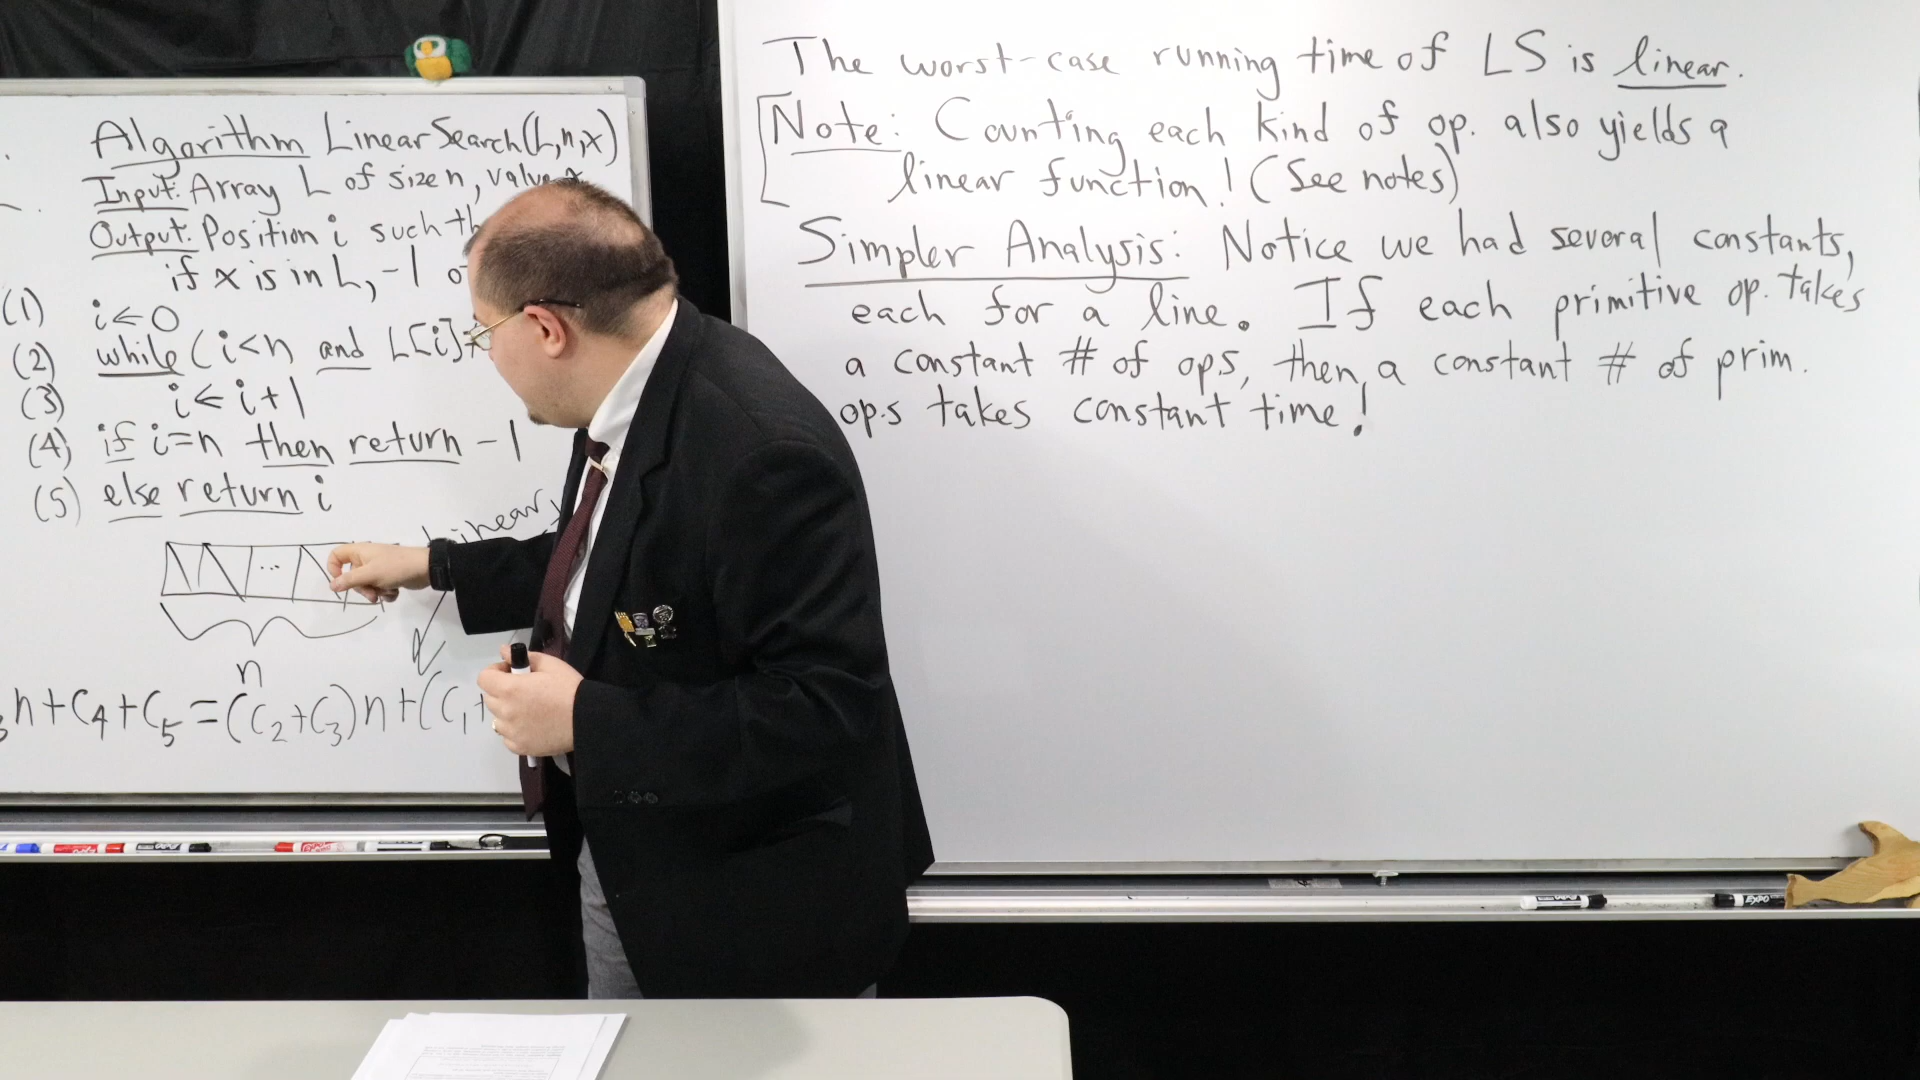 Algorithm LinearSearch(L,n,x)
Input: Array L of size n, value x
Output: Position i such th
if x is in L, -1 o
(1) i←0
(2) while (i<n and L[i]≠
(3) i←i+1
(4) if i=n then return -1
(5) else return i
Linear
n
3n+C4+C5=(C2+C3)n+(C1+
The worst-case running time of LS is linear.
Note: Counting each kind of op. also yields a
linear function! (See notes)
Simpler Analysis: Notice we had several constants,
each for a line. If each primitive op. takes
a constant # of ops, then a constant # of prim.
ops takes constant time!
EXPO